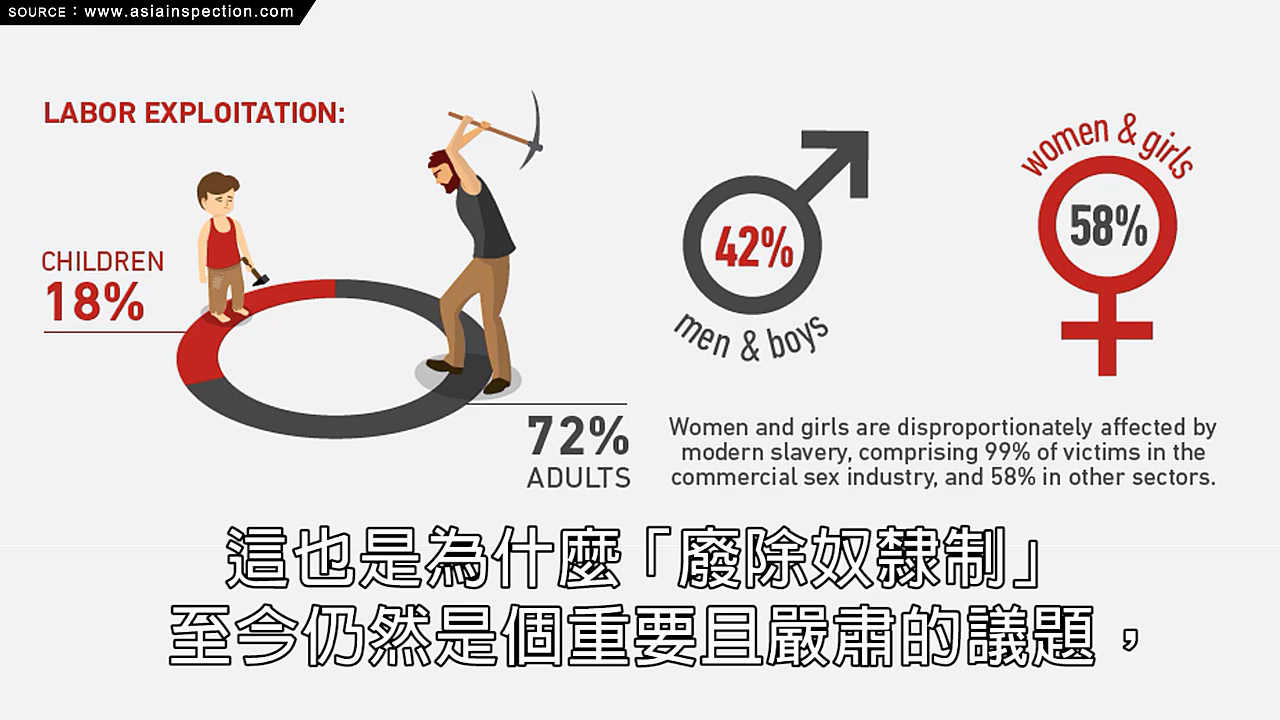 SOURCE：www.asiainspection.com
LABOR EXPLOITATION:
CHILDREN
18%
72%
ADULTS
42%
men & boys
women & girls
58%
Women and girls are disproportionately affected by
modern slavery, comprising 99% of victims in the
commercial sex industry, and 58% in other sectors.
這也是為什麼「廢除奴隸制」
至今仍然是個重要且嚴肅的議題，